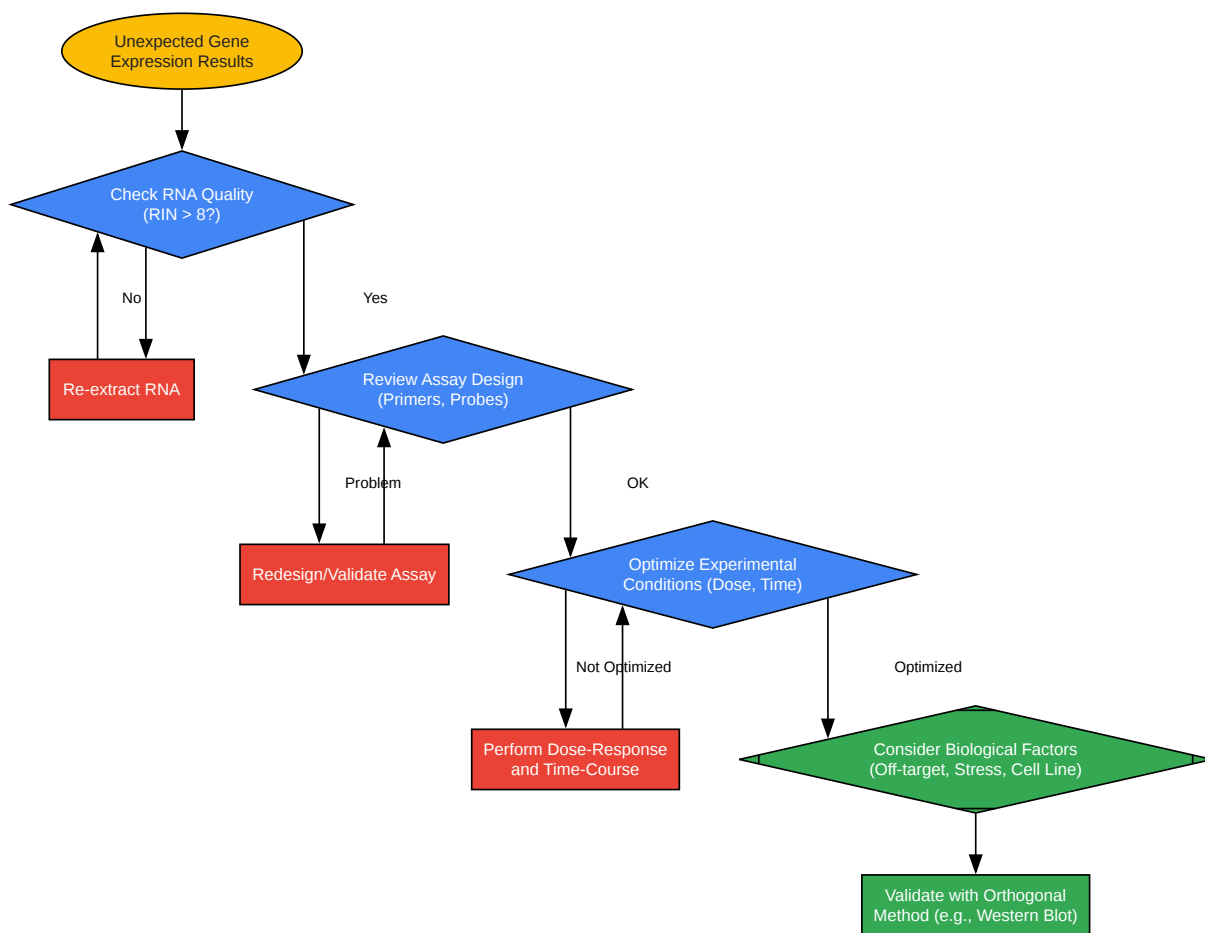 Unexpected Gene
Expression Results
Check RNA Quality
(RIN > 8?)
No
Yes
Re-extract RNA
Review Assay Design
(Primers, Probes)
Problem
OK
Redesign/Validate Assay
Optimize Experimental
Conditions (Dose, Time)
Not Optimized
Optimized
Perform Dose-Response
and Time-Course
Consider Biological Factors
(Off-target, Stress, Cell Line)
Validate with Orthogonal
Method (e.g., Western Blot)